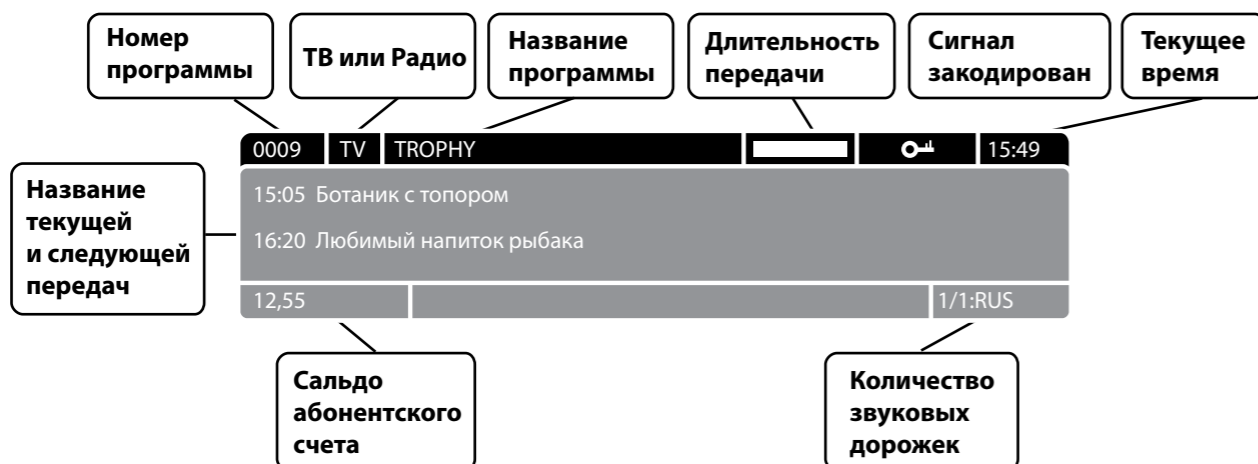 Номер
программы
ТВ или Радио
Название
программы
Длительность
передачи
Сигнал
закодирован
Текущее
время
0009 TV TROPHY 15:49
Название
текущей
и следующей
передач
15:05 Ботаник с топором
16:20 Любимый напиток рыбака
12,55 1/1:RUS
Сальдо
абонентского
счета
Количество
звуковых
дорожек